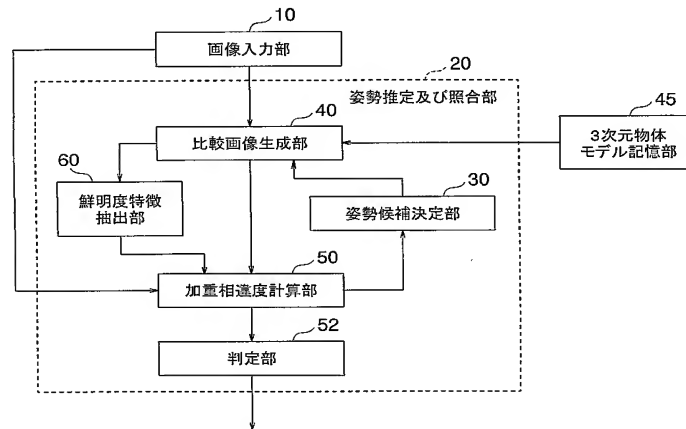 10
画像入力部
20
姿勢推定及び照合部
40
比較画像生成部
45
3次元物体
モデル記憶部
60
鮮明度特徴
抽出部
30
姿勢候補決定部
50
加重相違度計算部
52
判定部